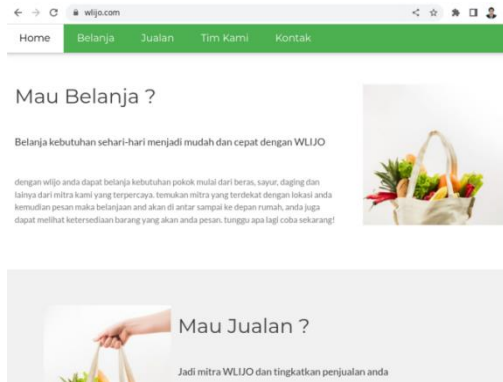 wlijo.com
Home Belanja Jualan Tim Kami Kontak
Mau Belanja ?
Belanja kebutuhan sehari-hari menjadi mudah dan cepat dengan WLIJO
dengan wlijo anda dapat belanja kebutuhan pokok mulai dari beras, sayur, daging dan
lainya dari mitra kami yang terpercaya. temukan mitra yang terdekat dengan lokasi anda
kemudian pesan maka belanjaan and akan di antar sampai ke depan rumah, anda juga
dapat melihat ketersediaan barang yang akan anda pesan. tunggu apa lagi coba sekarang!
Mau Jualan ?
Jadi mitra WLIJO dan tingkatkan penjualan anda